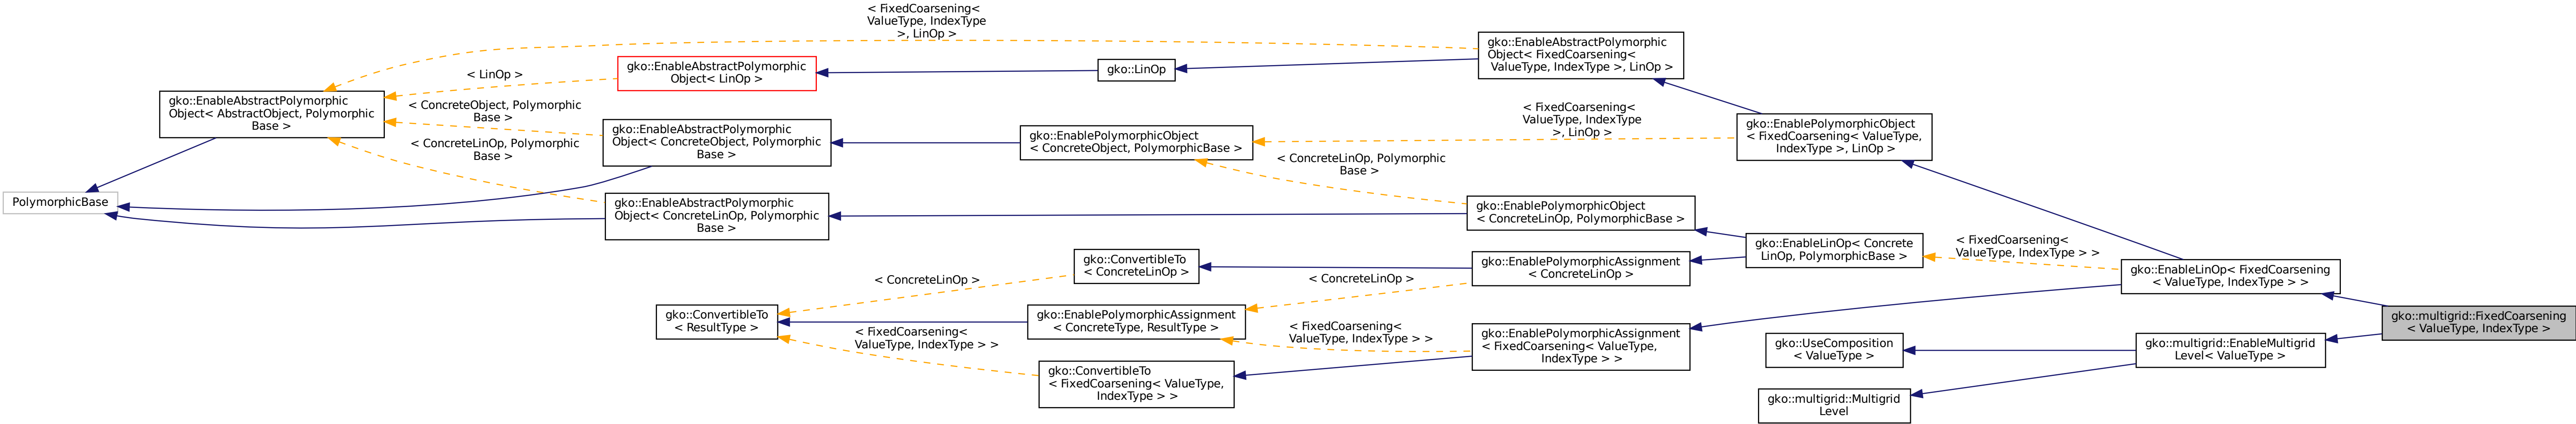 < FixedCoarsening<
ValueType, IndexType
>, LinOp >
gko::EnableAbstractPolymorphic
Object< FixedCoarsening<
ValueType, IndexType >, LinOp >
< LinOp >
gko::EnableAbstractPolymorphic
Object< LinOp >
gko::LinOp
gko::EnableAbstractPolymorphic
Object< AbstractObject, Polymorphic
Base >
< ConcreteObject, Polymorphic
Base >
< ConcreteLinOp, Polymorphic
Base >
gko::EnableAbstractPolymorphic
Object< ConcreteObject, Polymorphic
Base >
gko::EnablePolymorphicObject
< ConcreteObject, PolymorphicBase >
< FixedCoarsening<
ValueType, IndexType
>, LinOp >
gko::EnablePolymorphicObject
< FixedCoarsening< ValueType,
IndexType >, LinOp >
< ConcreteLinOp, Polymorphic
Base >
PolymorphicBase
gko::EnableAbstractPolymorphic
Object< ConcreteLinOp, Polymorphic
Base >
gko::EnablePolymorphicObject
< ConcreteLinOp, PolymorphicBase >
gko::EnableLinOp< Concrete
LinOp, PolymorphicBase >
< FixedCoarsening<
ValueType, IndexType > >
gko::ConvertibleTo
< ConcreteLinOp >
gko::EnablePolymorphicAssignment
< ConcreteLinOp >
gko::EnableLinOp< FixedCoarsening
< ValueType, IndexType > >
< ConcreteLinOp >
< ConcreteLinOp >
gko::ConvertibleTo
< ResultType >
gko::EnablePolymorphicAssignment
< ConcreteType, ResultType >
< FixedCoarsening<
ValueType, IndexType > >
< FixedCoarsening<
ValueType, IndexType > >
gko::EnablePolymorphicAssignment
< FixedCoarsening< ValueType,
IndexType > >
gko::multigrid::FixedCoarsening
< ValueType, IndexType >
gko::UseComposition
< ValueType >
gko::multigrid::EnableMultigrid
Level< ValueType >
gko::ConvertibleTo
< FixedCoarsening< ValueType,
IndexType > >
gko::multigrid::Multigrid
Level